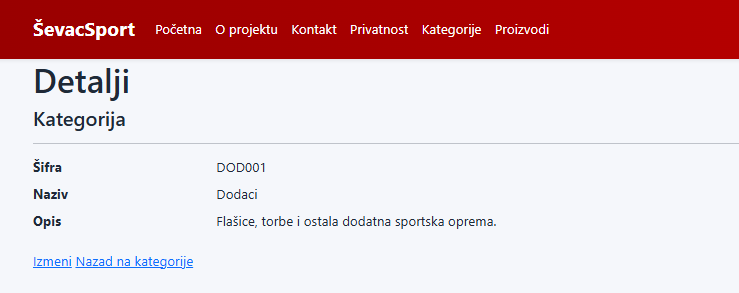 ŠevacSport Početna O projektu Kontakt Privatnost Kategorije Proizvodi
Detalji
Kategorija
Šifra DOD001
Naziv Dodaci
Opis Flašice, torbe i ostala dodatna sportska oprema.
Izmeni Nazad na kategorije